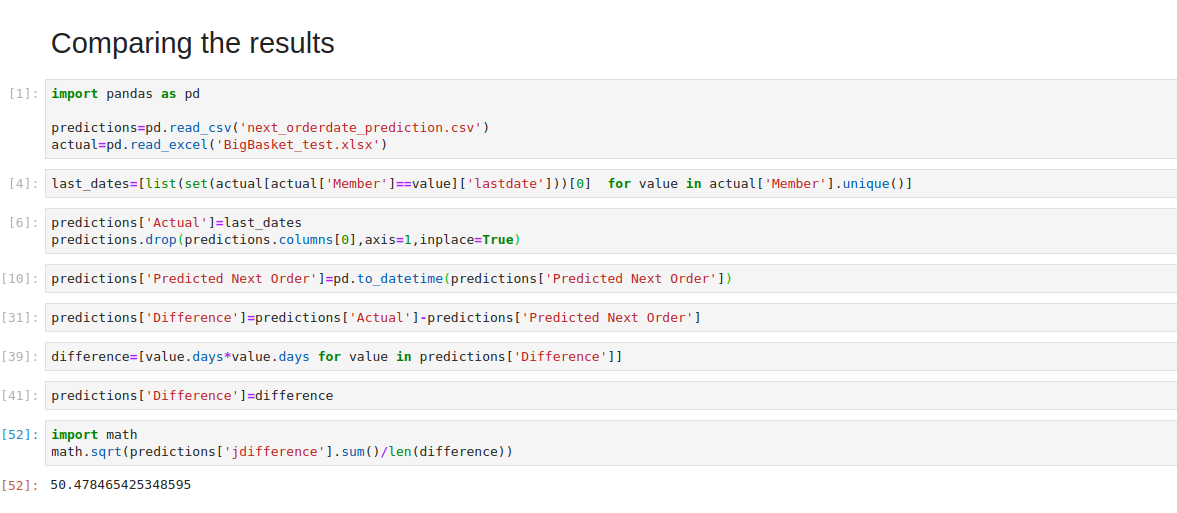 Comparing the results
[1]: import pandas as pd
predictions=pd.read_csv('next_orderdate_prediction.csv')
actual=pd.read_excel('BigBasket_test.xlsx')
[4]: last_dates=[list(set(actual[actual['Member']==value]['lastdate']))[0]  for value in actual['Member'].unique()]
[6]: predictions['Actual']=last_dates
predictions.drop(predictions.columns[0],axis=1,inplace=True)
[10]: predictions['Predicted Next Order']=pd.to_datetime(predictions['Predicted Next Order'])
[31]: predictions['Difference']=predictions['Actual']-predictions['Predicted Next Order']
[39]: difference=[value.days*value.days for value in predictions['Difference']]
[41]: predictions['Difference']=difference
[52]: import math
math.sqrt(predictions['jdifference'].sum()/len(difference))
[52]: 50.478465425348595